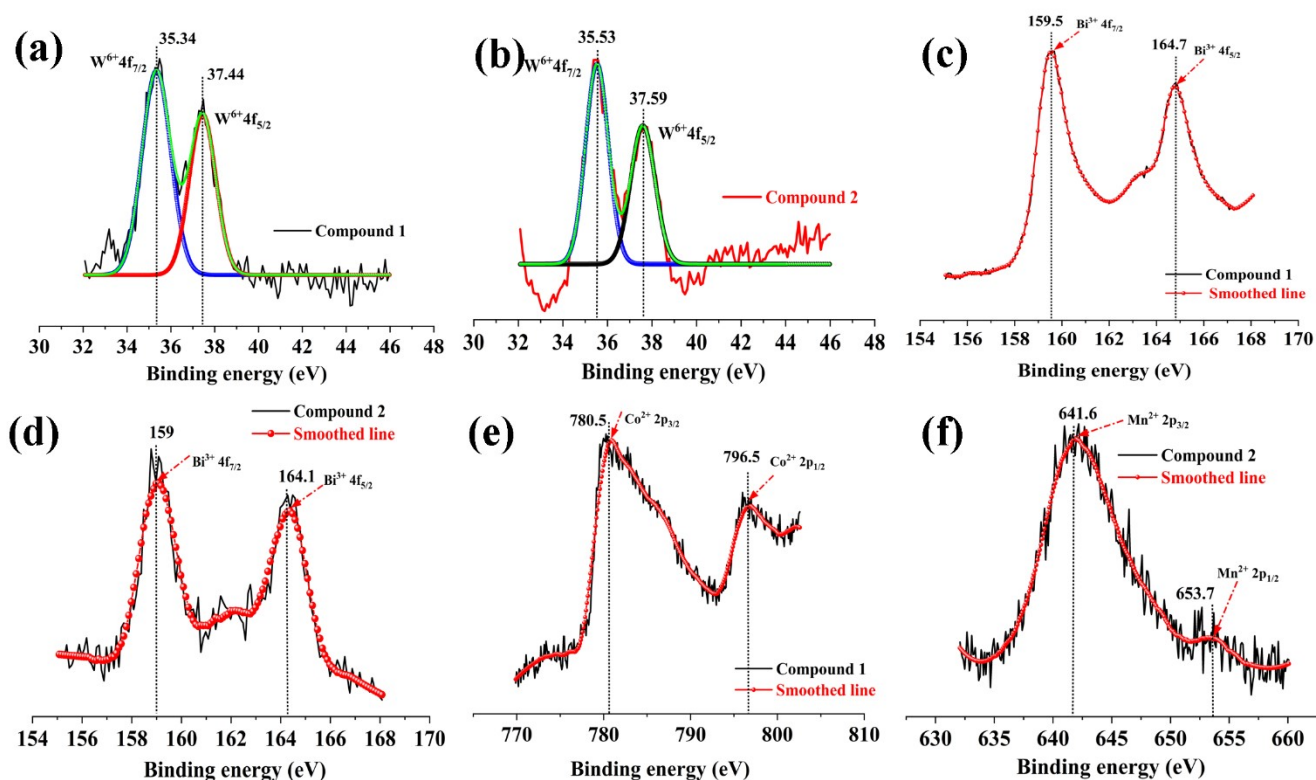 (a)
35.34
W⁶⁺4f₇/₂
37.44
W⁶⁺4f₅/₂
Compound 1
30 32 34 36 38 40 42 44 46 48
Binding energy (eV)
(b)
35.53
W⁶⁺4f₇/₂
37.59
W⁶⁺4f₅/₂
Compound 2
30 32 34 36 38 40 42 44 46 48
Binding energy (eV)
(c)
159.5
Bi³⁺ 4f₇/₂
164.7
Bi³⁺ 4f₅/₂
Compound 1
Smoothed line
154 156 158 160 162 164 166 168 170
Binding energy (eV)
(d)
Compound 2
Smoothed line
159
Bi³⁺ 4f₇/₂
164.1
Bi³⁺ 4f₅/₂
154 156 158 160 162 164 166 168 170
Binding energy (eV)
(e)
780.5
Co²⁺ 2p₃/₂
796.5
Co²⁺ 2p₁/₂
Compound 1
Smoothed line
770 780 790 800 810
Binding energy (eV)
(f)
641.6
Mn²⁺ 2p₃/₂
Compound 2
Smoothed line
653.7
Mn²⁺ 2p₁/₂
630 635 640 645 650 655 660
Binding energy (eV)